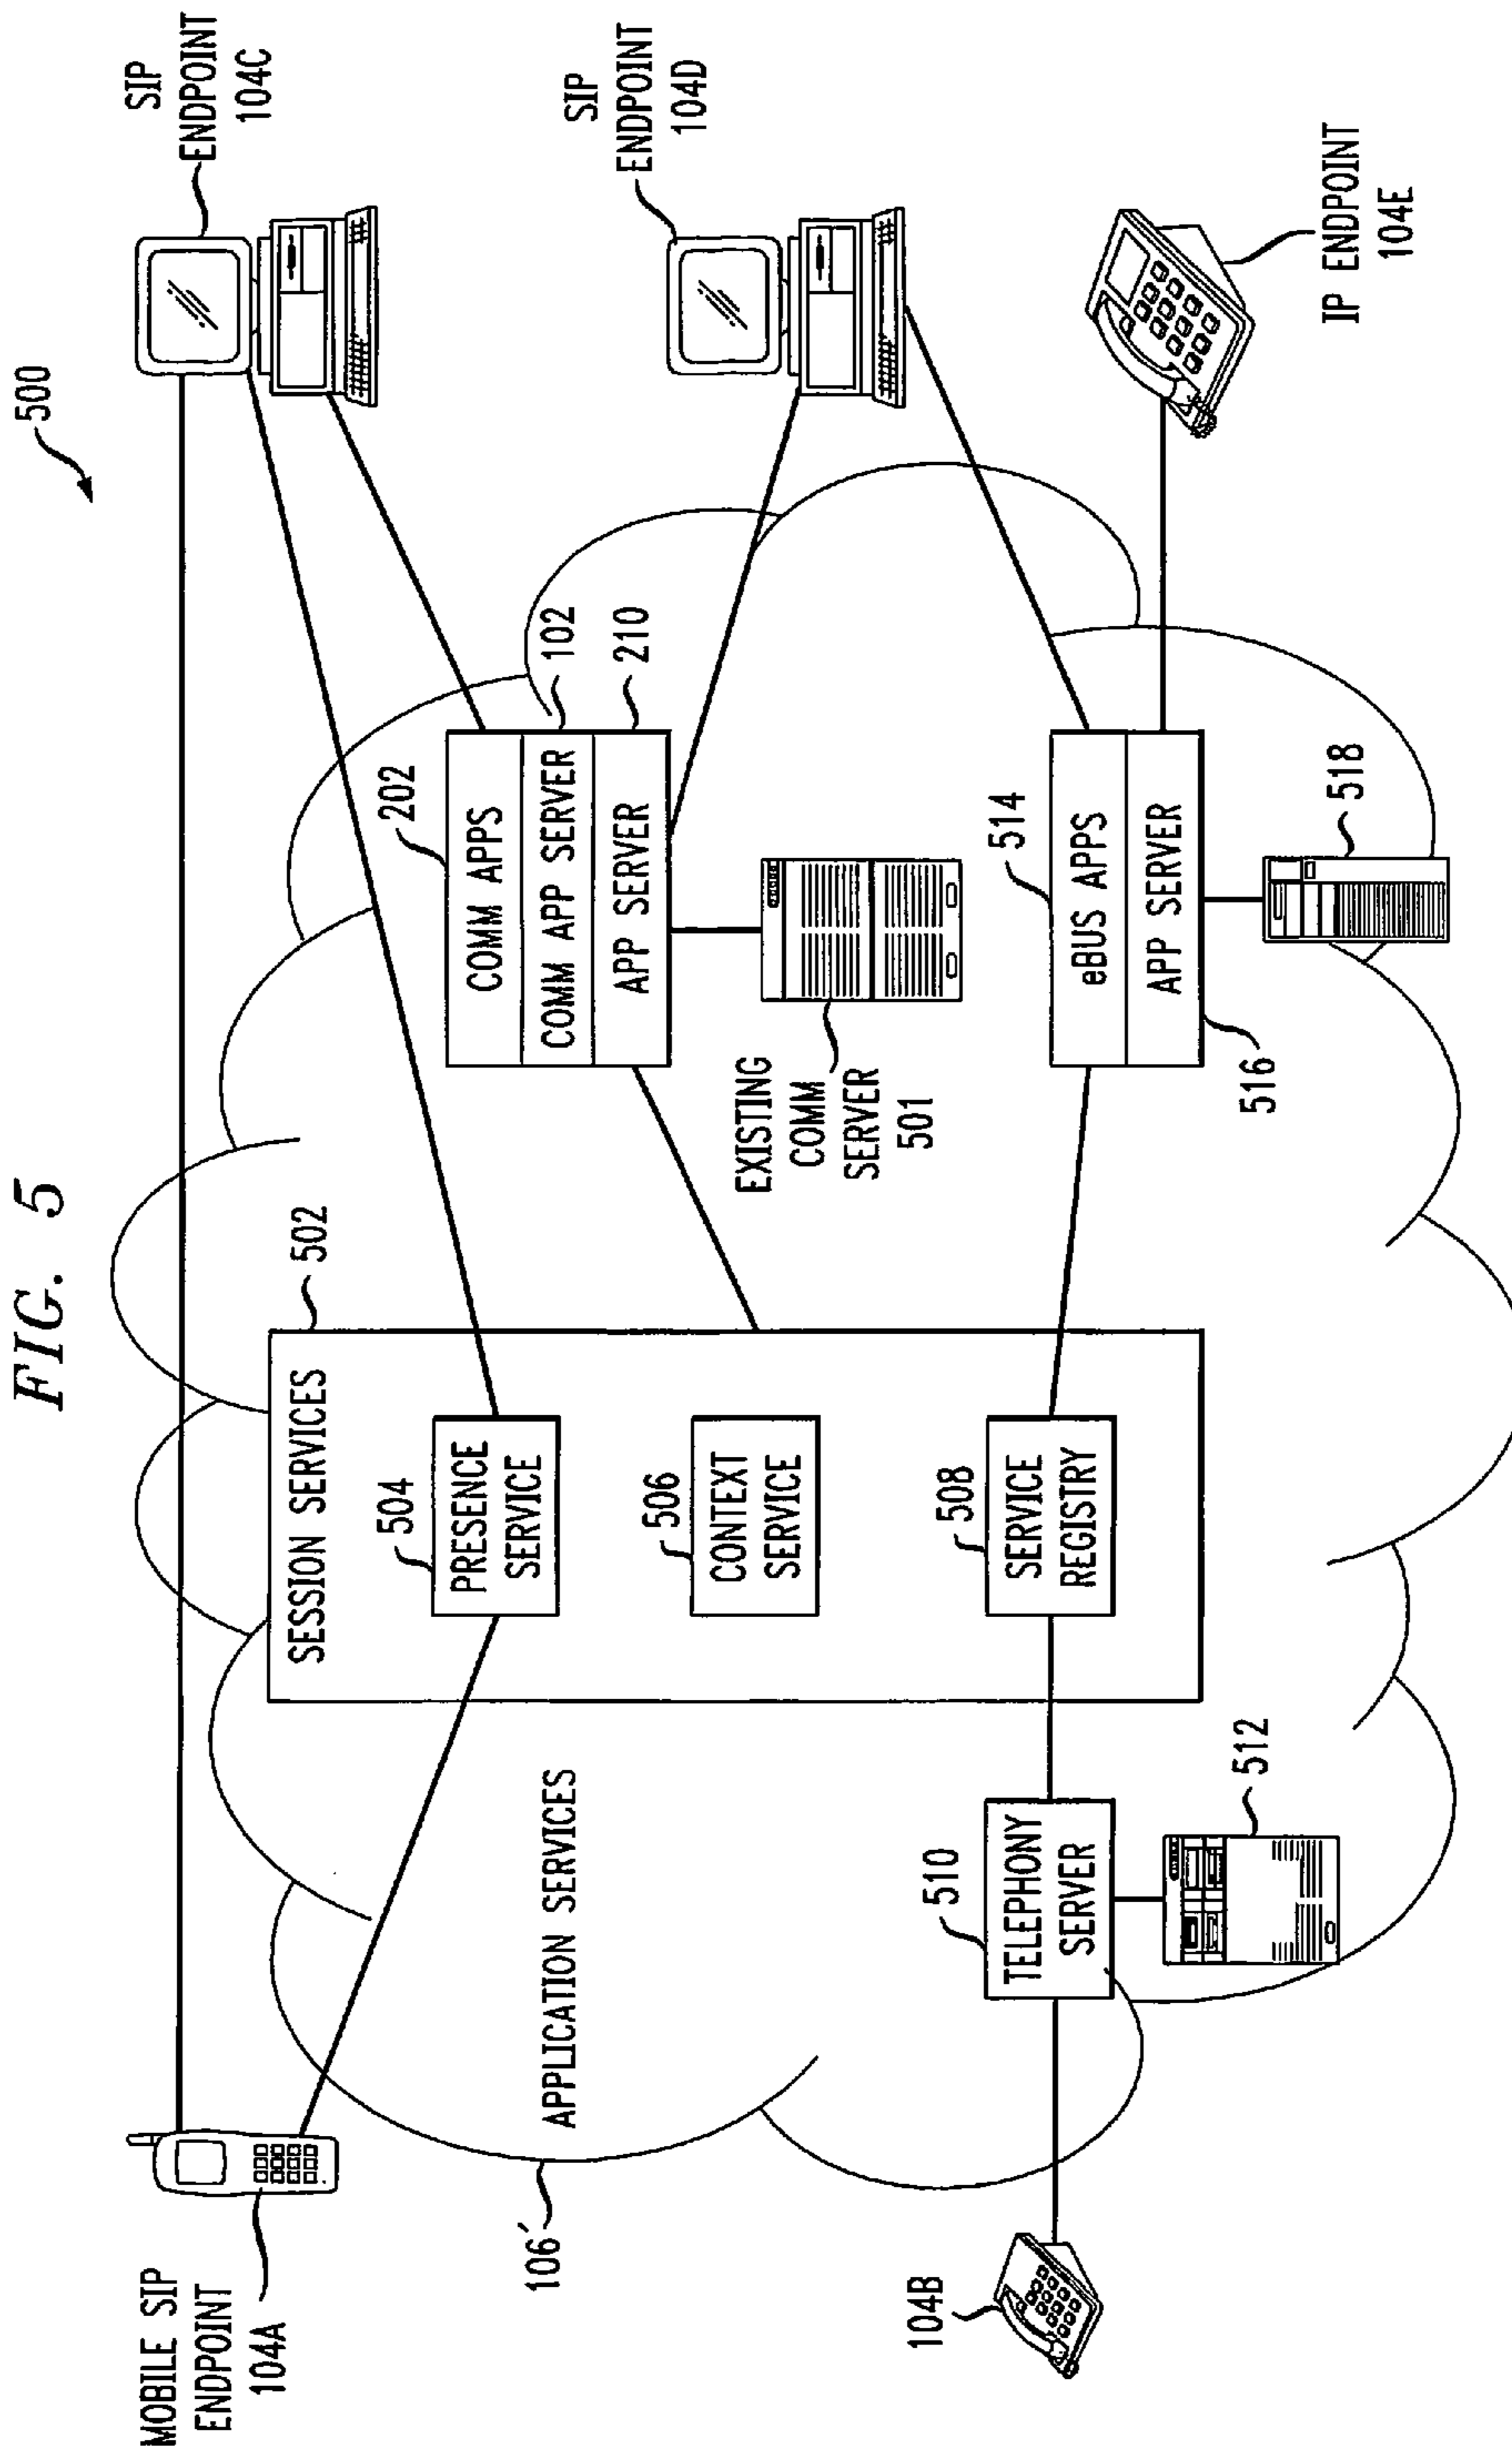 FIG. 5
500
MOBILE SIP
ENDPOINT
104A
SIP
ENDPOINT
104C
SESSION SERVICES
502
504
PRESENCE
SERVICE
506
CONTEXT
SERVICE
508
SERVICE
REGISTRY
202
COMM APPS
COMM APP SERVER
102
APP SERVER
210
EXISTING
COMM
SERVER
501
SIP
ENDPOINT
104D
106′
APPLICATION SERVICES
510
TELEPHONY
SERVER
512
104B
514
eBUS APPS
APP SERVER
516
518
IP ENDPOINT
104E